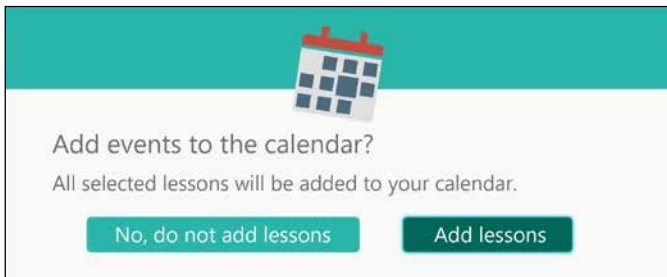 Add events to the calendar?
All selected lessons will be added to your calendar.
No, do not add lessons
Add lessons